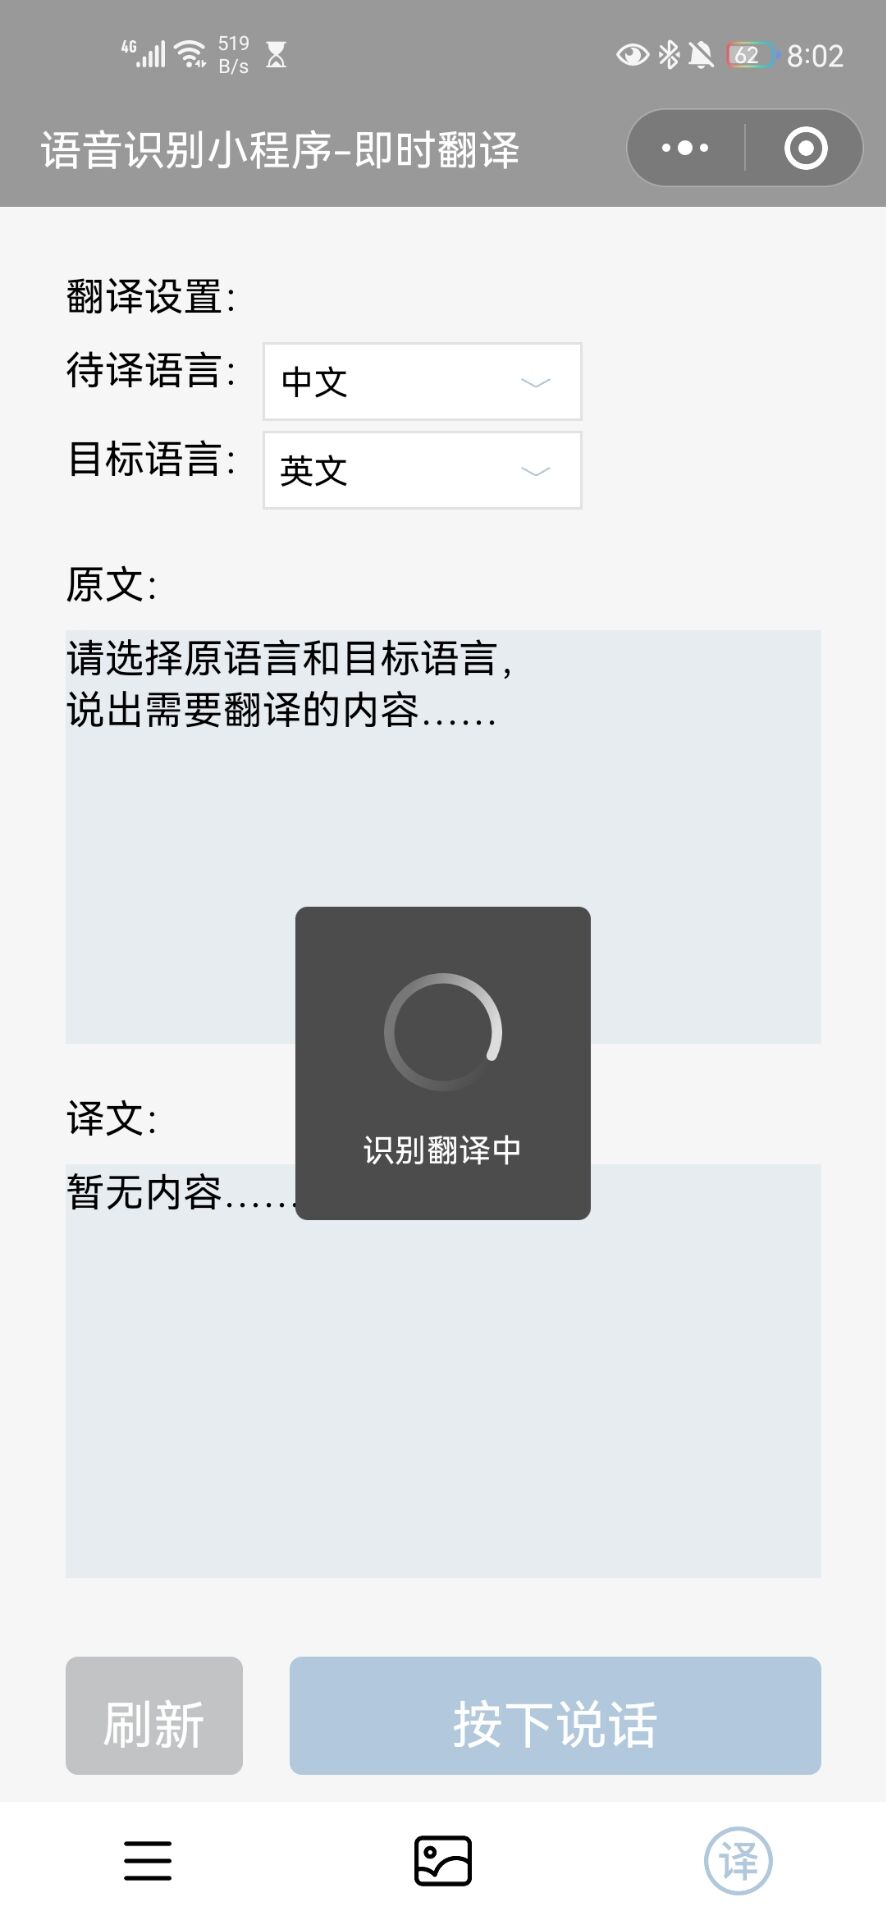 4G 519 B/s 62 8:02
语音识别小程序-即时翻译
翻译设置：
待译语言： 中文
目标语言： 英文
原文：
请选择原语言和目标语言，
说出需要翻译的内容……
识别翻译中
译文：
暂无内容……
刷新 按下说话
译